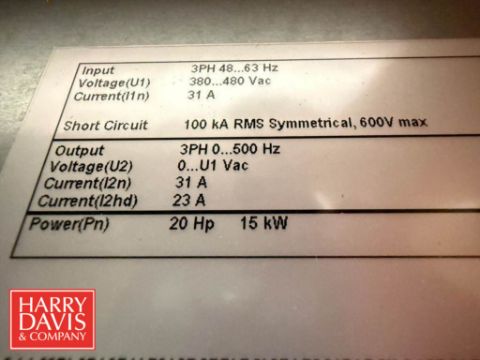 Input 3PH 48...63 Hz
Voltage(U1) 380...480 Vac
Current(I1n) 31 A
Short Circuit 100 kA RMS Symmetrical, 600V max
Output 3PH 0...500 Hz
Voltage(U2) 0...U1 Vac
Current(I2n) 31 A
Current(I2hd) 23 A
Power(Pn) 20 Hp 15 kW
HARRY
DAVIS
& COMPANY